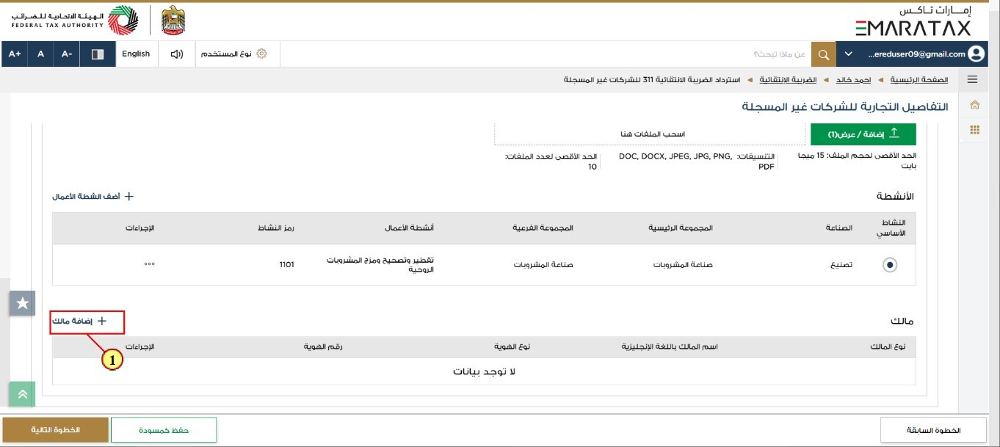 الهيئة الاتحادية للضرائب
FEDERAL TAX AUTHORITY
إمارات تاكس
EMARATAX
A+ A A- English نوع المستخدم عن ماذا تبحث؟ ...ereduser09@gmail.com
الصفحة الرئيسية احمد خالد الضريبة الانتقائية استرداد الضريبة الانتقائية 311 للشركات غير المسجلة
التفاصيل التجارية للشركات غير المسجلة
إضافة / عرض(1) اسحب الملفات هنا
الحد الأقصى لحجم الملف: 15 ميجا بايت
التنسيقات: DOC, DOCX, JPEG, JPG, PNG, PDF
الحد الأقصى لعدد الملفات: 10
الأنشطة أضف انشطة الأعمال
النشاط الأساسي الصناعة المجموعة الرئيسية المجموعة الفرعية أنشطة الأعمال رمز النشاط الإجراءات
تصنيع صناعة المشروبات صناعة المشروبات تقطير وتصحيح ومزج المشروبات الروحية 1101
مالك إضافة مالك
نوع المالك اسم المالك باللغة الإنجليزية نوع الهوية رقم الهوية الإجراءات
1
لا توجد بيانات
الخطوة السابقة حفظ كمسودة الخطوة التالية